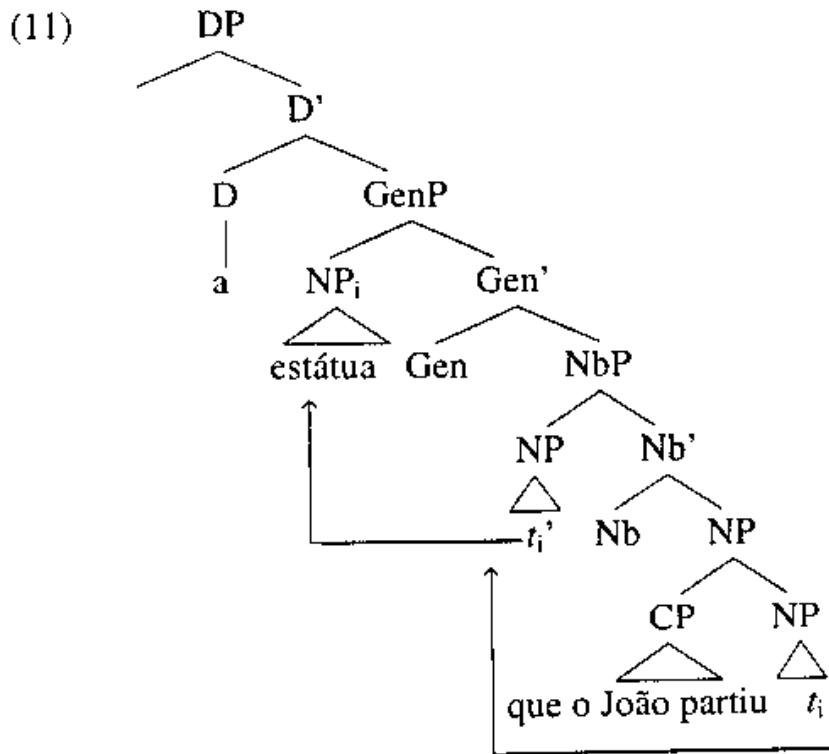 (11) DP
D'
D GenP
a NPi Gen'
estátua Gen NbP
NP Nb'
ti' Nb NP
CP NP
que o João partiu ti